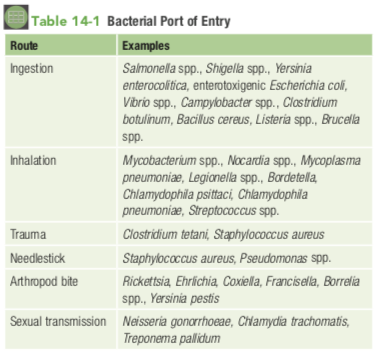 Table 14-1 Bacterial Port of Entry
Route Examples
Ingestion Salmonella spp., Shigella spp., Yersinia
enterocolitica, enterotoxigenic Escherichia coli,
Vibrio spp., Campylobacter spp., Clostridium
botulinum, Bacillus cereus, Listeria spp., Brucella
spp.
Inhalation Mycobacterium spp., Nocardia spp., Mycoplasma
pneumoniae, Legionella spp., Bordetella,
Chlamydophila psittaci, Chlamydophila
pneumoniae, Streptococcus spp.
Trauma Clostridium tetani, Staphylococcus aureus
Needlestick Staphylococcus aureus, Pseudomonas spp.
Arthropod bite Rickettsia, Ehrlichia, Coxiella, Francisella, Borrelia
spp., Yersinia pestis
Sexual transmission Neisseria gonorrhoeae, Chlamydia trachomatis,
Treponema pallidum